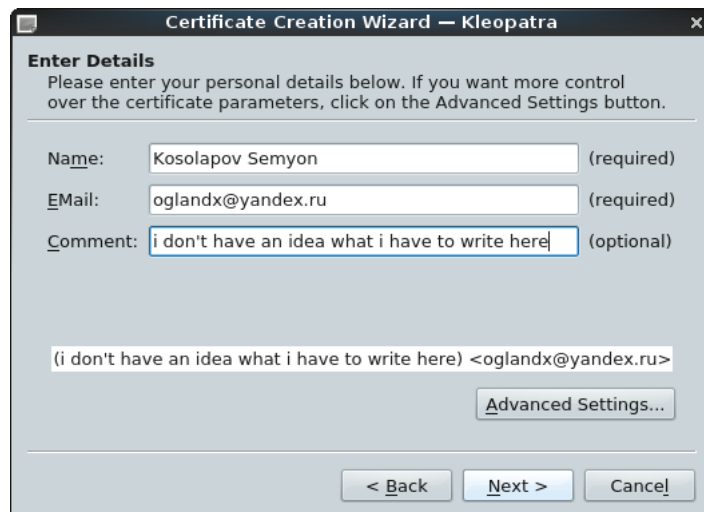 Certificate Creation Wizard — Kleopatra
Enter Details
Please enter your personal details below. If you want more control
over the certificate parameters, click on the Advanced Settings button.
Name: Kosolapov Semyon (required)
EMail: oglandx@yandex.ru (required)
Comment: i don't have an idea what i have to write here (optional)
(i don't have an idea what i have to write here) <oglandx@yandex.ru>
Advanced Settings...
< Back Next > Cancel